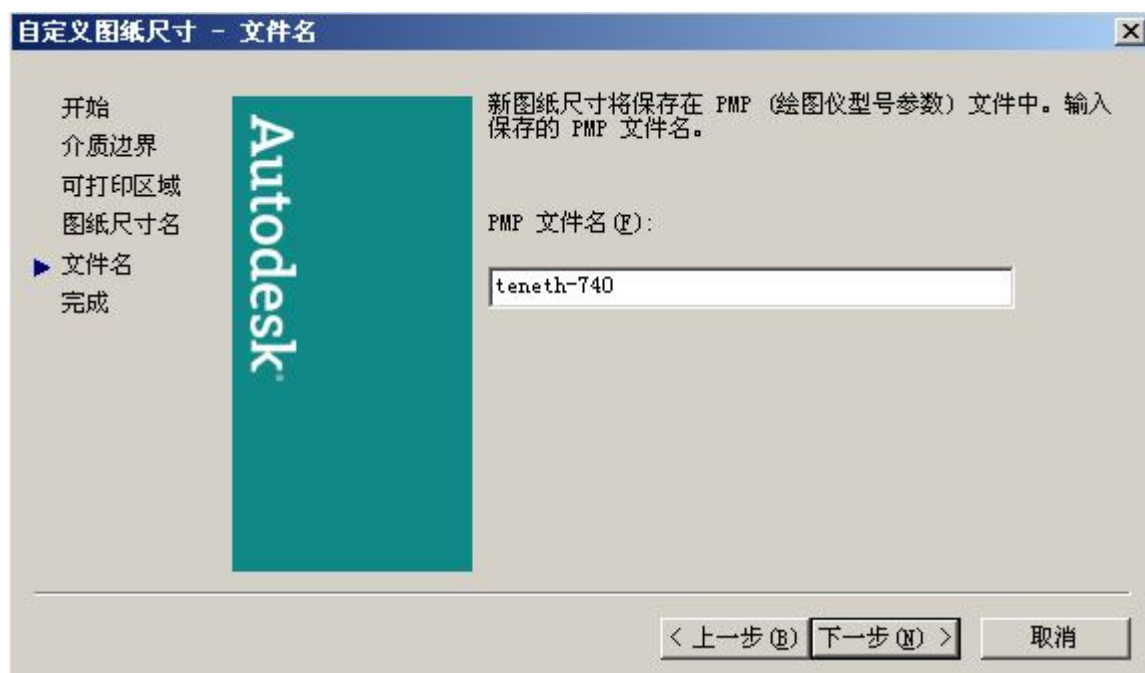 自定义图纸尺寸 - 文件名
开始
介质边界
可打印区域
图纸尺寸名
文件名
完成
Autodesk
新图纸尺寸将保存在 PMP (绘图仪型号参数) 文件中。输入
保存的 PMP 文件名。
PMP 文件名(F):
teneth-740
< 上一步(B)
下一步(N) >
取消